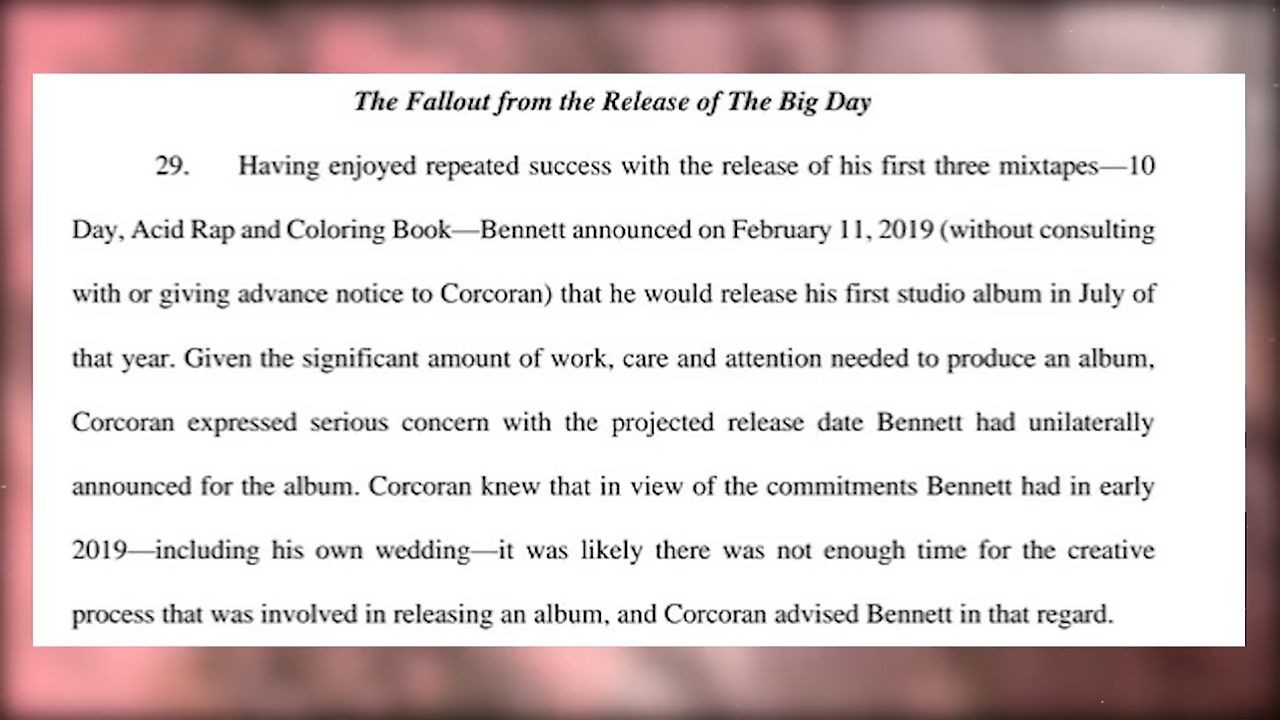 The Fallout from the Release of The Big Day
29. Having enjoyed repeated success with the release of his first three mixtapes—10
Day, Acid Rap and Coloring Book—Bennett announced on February 11, 2019 (without consulting
with or giving advance notice to Corcoran) that he would release his first studio album in July of
that year. Given the significant amount of work, care and attention needed to produce an album,
Corcoran expressed serious concern with the projected release date Bennett had unilaterally
announced for the album. Corcoran knew that in view of the commitments Bennett had in early
2019—including his own wedding—it was likely there was not enough time for the creative
process that was involved in releasing an album, and Corcoran advised Bennett in that regard.